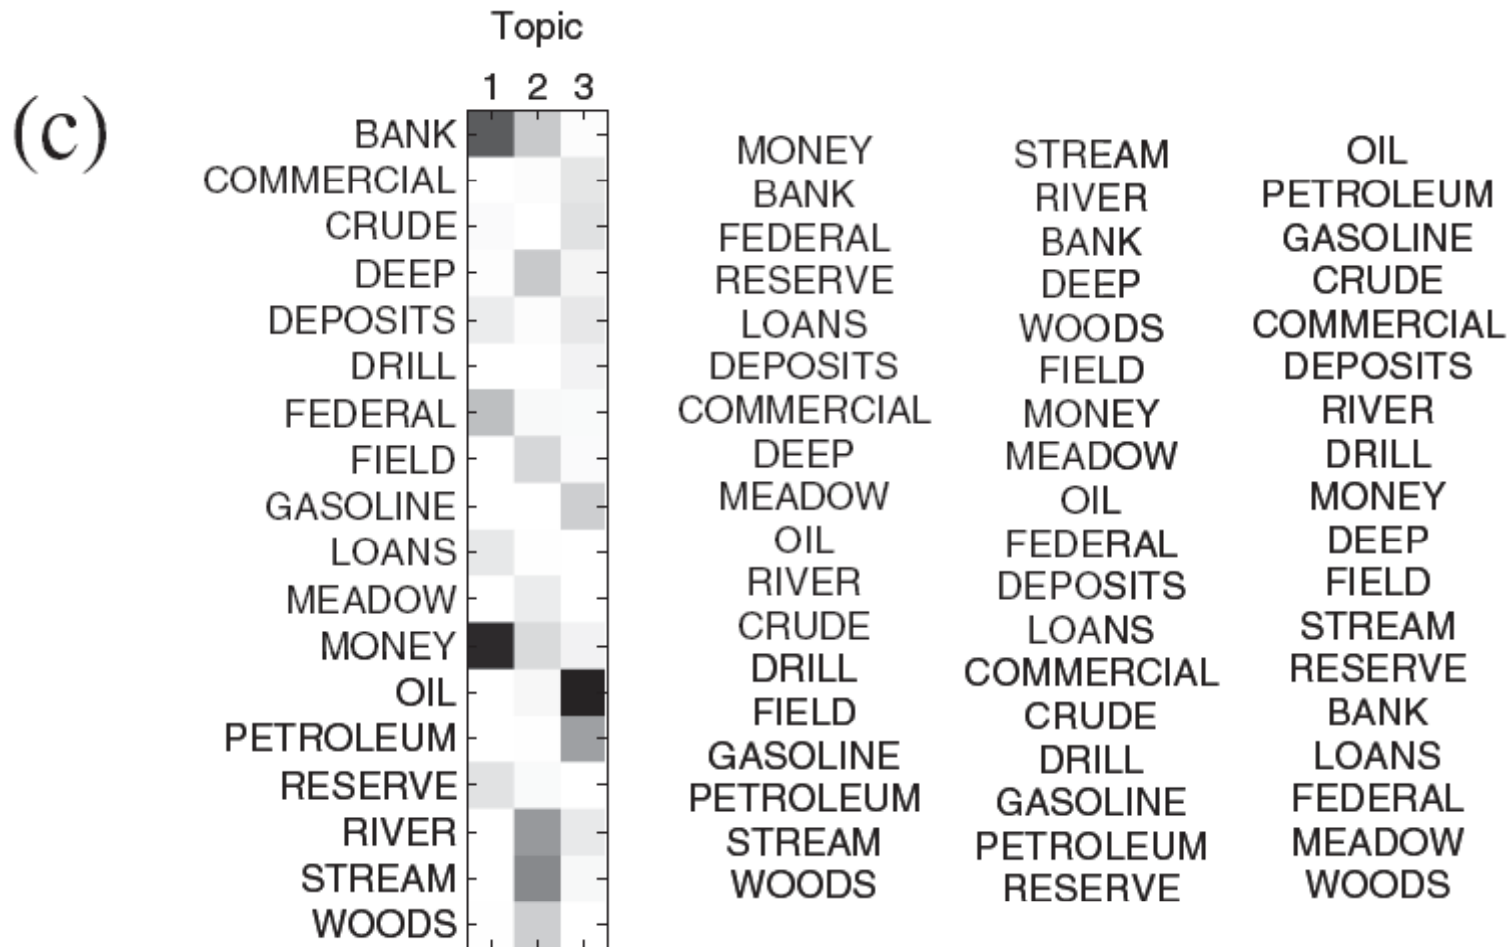 Topic
1 2 3
(c)
BANK
COMMERCIAL
CRUDE
DEEP
DEPOSITS
DRILL
FEDERAL
FIELD
GASOLINE
LOANS
MEADOW
MONEY
OIL
PETROLEUM
RESERVE
RIVER
STREAM
WOODS
MONEY
BANK
FEDERAL
RESERVE
LOANS
DEPOSITS
COMMERCIAL
DEEP
MEADOW
OIL
RIVER
CRUDE
DRILL
FIELD
GASOLINE
PETROLEUM
STREAM
WOODS
STREAM
RIVER
BANK
DEEP
WOODS
FIELD
MONEY
MEADOW
OIL
FEDERAL
DEPOSITS
LOANS
COMMERCIAL
CRUDE
DRILL
GASOLINE
PETROLEUM
RESERVE
OIL
PETROLEUM
GASOLINE
CRUDE
COMMERCIAL
DEPOSITS
RIVER
DRILL
MONEY
DEEP
FIELD
STREAM
RESERVE
BANK
LOANS
FEDERAL
MEADOW
WOODS